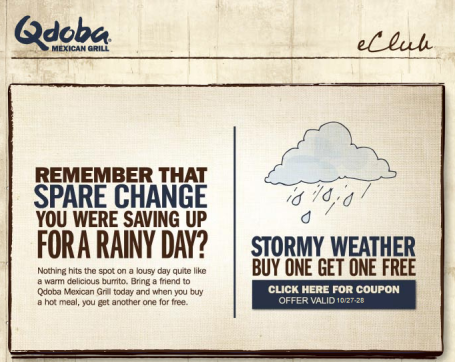 Qdoba
MEXICAN GRILL
eClub
REMEMBER THAT
SPARE CHANGE
YOU WERE SAVING UP
FOR A RAINY DAY?
Nothing hits the spot on a lousy day quite like
a warm delicious burrito. Bring a friend to
Qdoba Mexican Grill today and when you buy
a hot meal, you get another one for free.
STORMY WEATHER
BUY ONE GET ONE FREE
CLICK HERE FOR COUPON
OFFER VALID 10/27-28